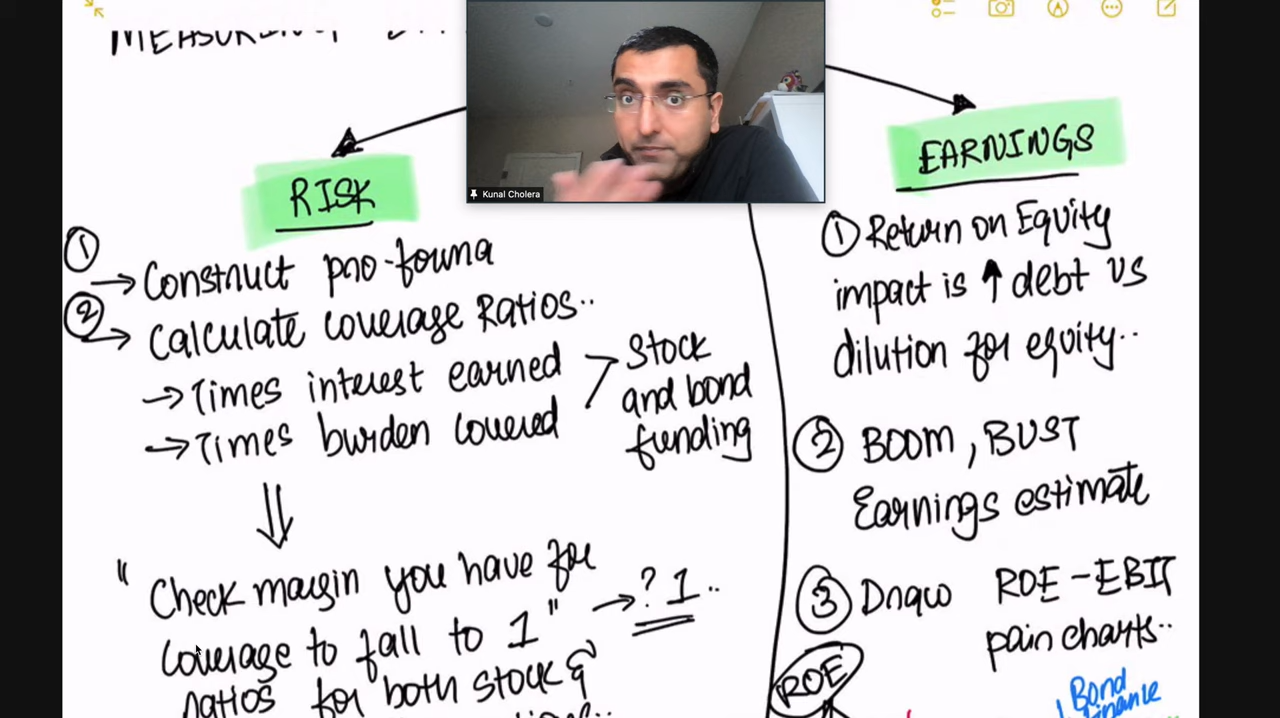 RISK
①
→ Construct pro-forma
②
→ Calculate coverage Ratios..
→ Times interest earned
→ Times burden covered
Stock
and bond
funding
"Check margin you have for
coverage to fall to 1" → ? 1..
ratios for both stock &
Kunal Cholera
EARNINGS
① Return on Equity
impact is ↑ debt vs
dilution for equity..
② BOOM, BUST
Earnings estimate
③ Draw ROE-EBIT
pain charts..
ROE
Bond